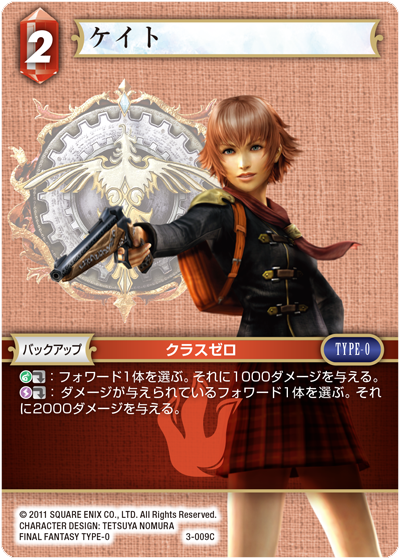 2
ケイト
バックアップ
クラスゼロ
TYPE-0
：フォワード1体を選ぶ。それに1000ダメージを与える。
：ダメージが与えられているフォワード1体を選ぶ。それ
に2000ダメージを与える。
© 2011 SQUARE ENIX CO., LTD. All Rights Reserved.
CHARACTER DESIGN: TETSUYA NOMURA
FINAL FANTASY TYPE-0
3-009C